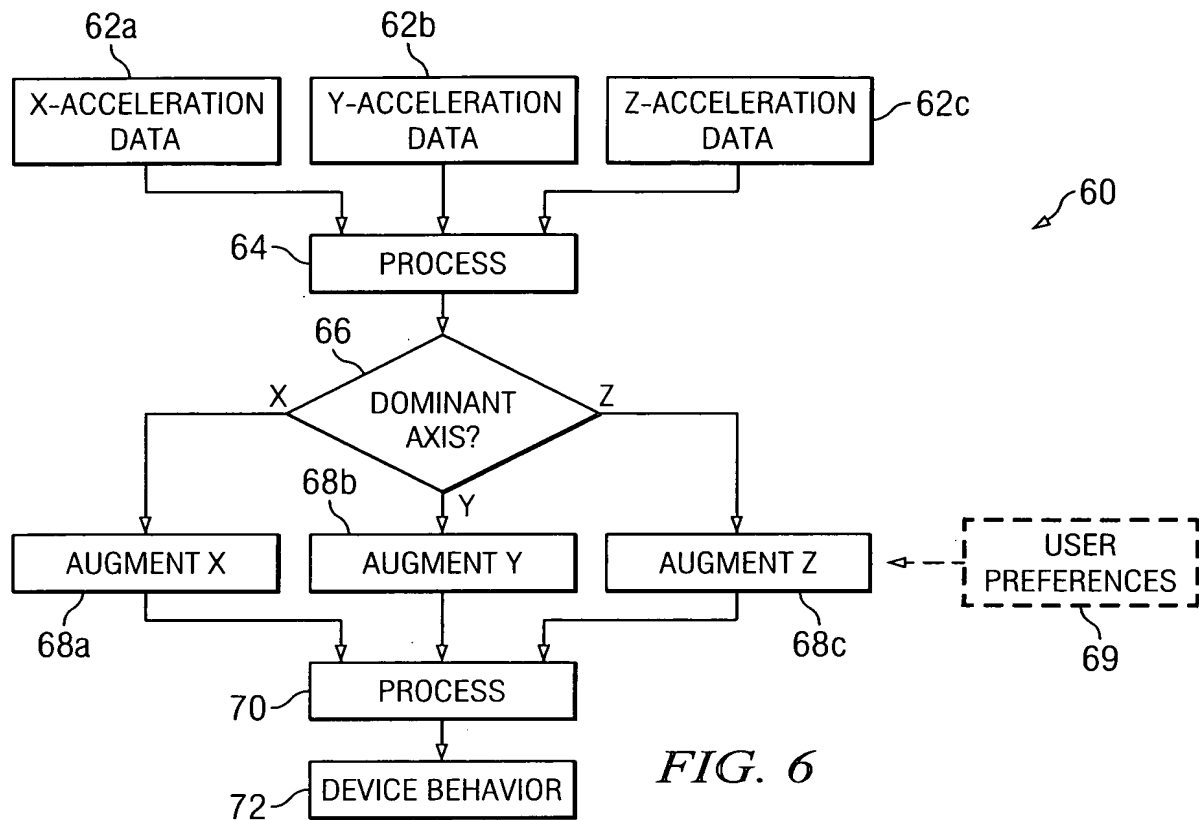 62a
62b
X-ACCELERATION
DATA
Y-ACCELERATION
DATA
Z-ACCELERATION
DATA
62c
60
64
PROCESS
66
X
DOMINANT
AXIS?
Z
Y
68b
AUGMENT X
AUGMENT Y
AUGMENT Z
USER
PREFERENCES
68a
68c
69
PROCESS
70
DEVICE BEHAVIOR
72
FIG. 6